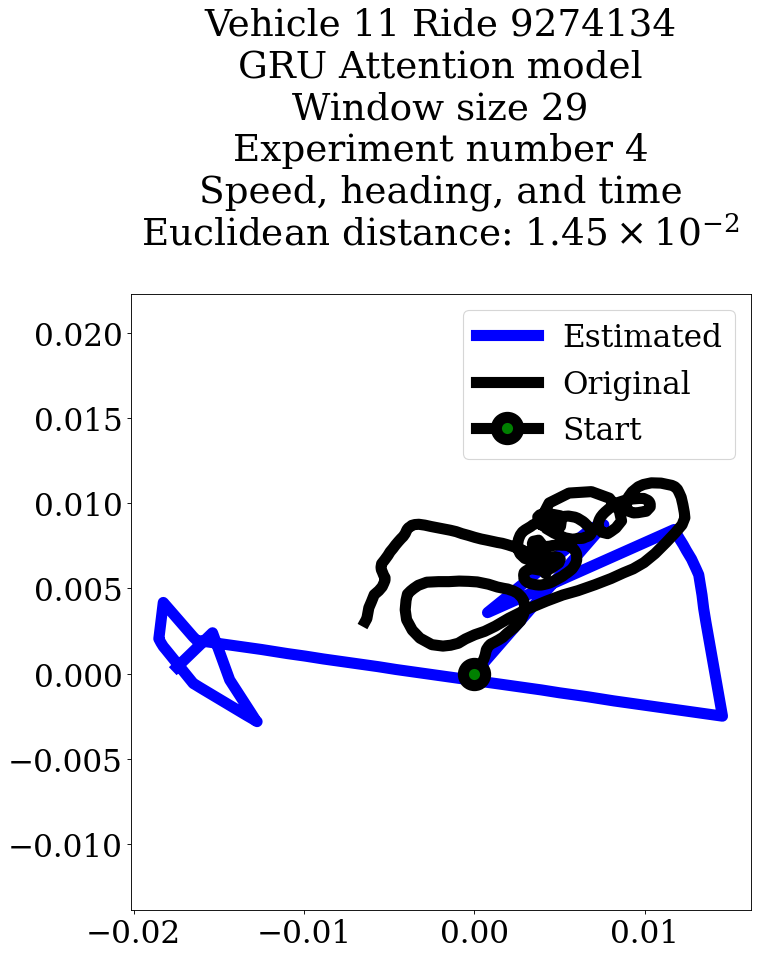 Vehicle 11 Ride 9274134
GRU Attention model
Window size 29
Experiment number 4
Speed, heading, and time
Euclidean distance: 1.45 × 10⁻²
Estimated
Original
Start
0.020
0.015
0.010
0.005
0.000
−0.005
−0.010
−0.02 −0.01 0.00 0.01